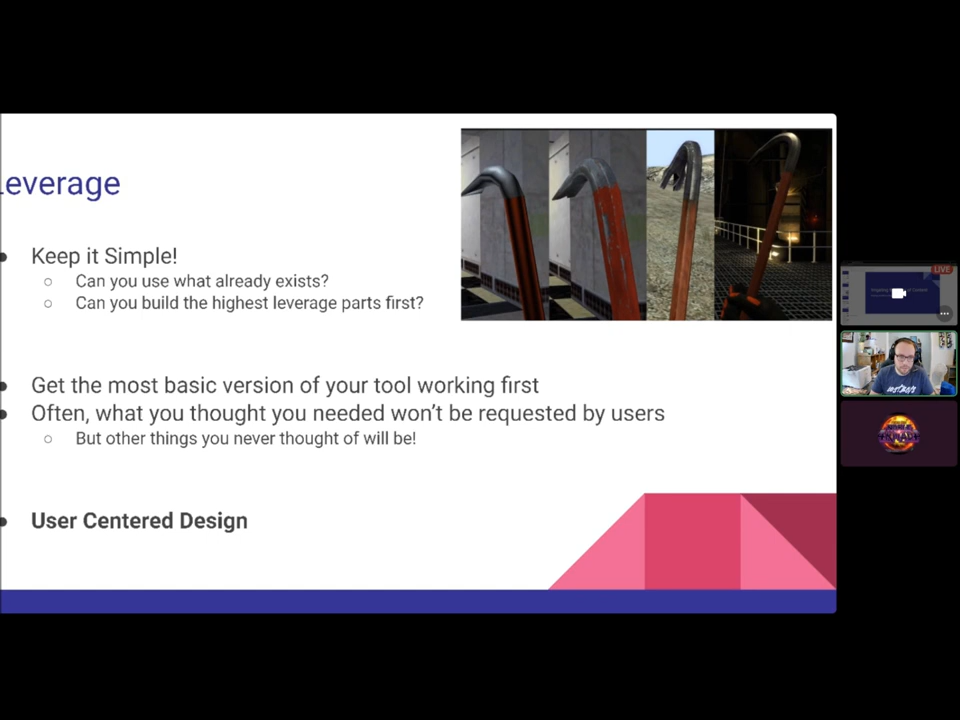 Leverage
Keep it Simple!
Can you use what already exists?
Can you build the highest leverage parts first?
Get the most basic version of your tool working first
Often, what you thought you needed won't be requested by users
But other things you never thought of will be!
User Centered Design
LIVE